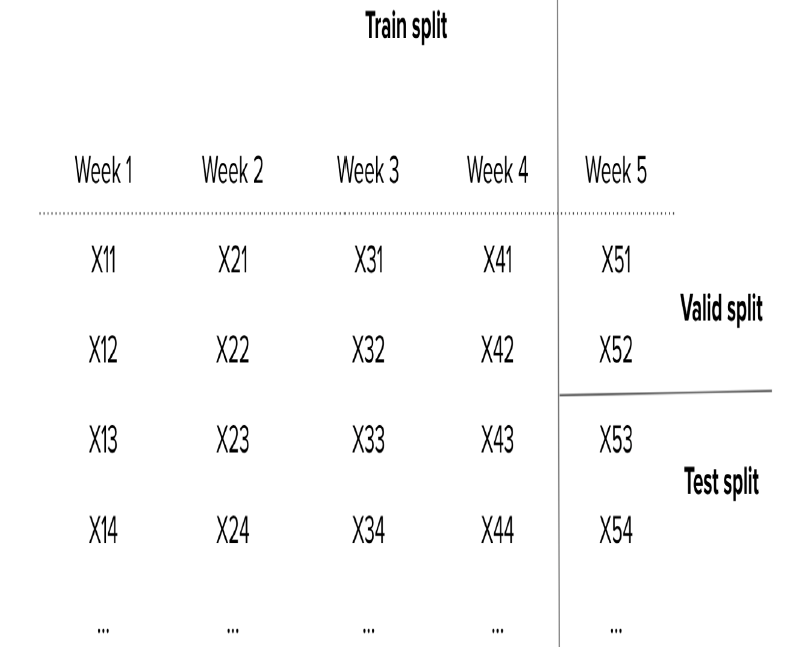 Train split
Week 1 Week 2 Week 3 Week 4 Week 5
X11 X21 X31 X41 X51
Valid split
X12 X22 X32 X42 X52
X13 X23 X33 X43 X53
Test split
X14 X24 X34 X44 X54
... ... ... ... ...